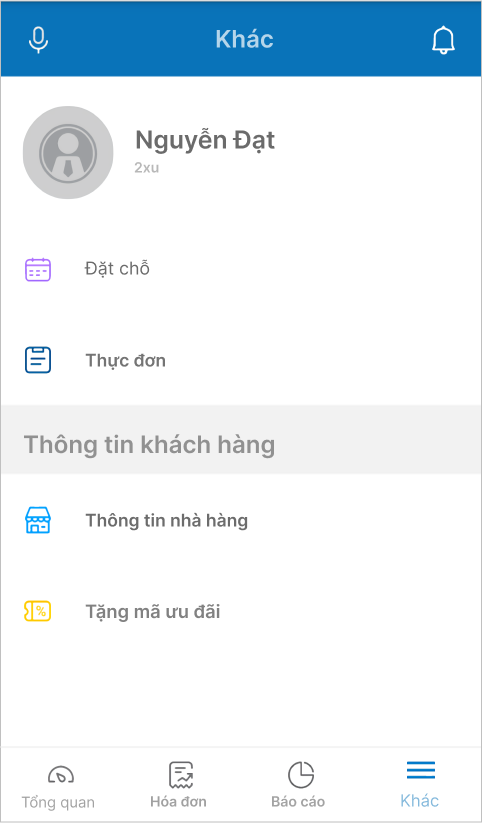 Khác
Nguyễn Đạt
2xu
Đặt chỗ
Thực đơn
Thông tin khách hàng
Thông tin nhà hàng
%
Tặng mã ưu đãi
Tổng quan
Hóa đơn
Báo cáo
Khác